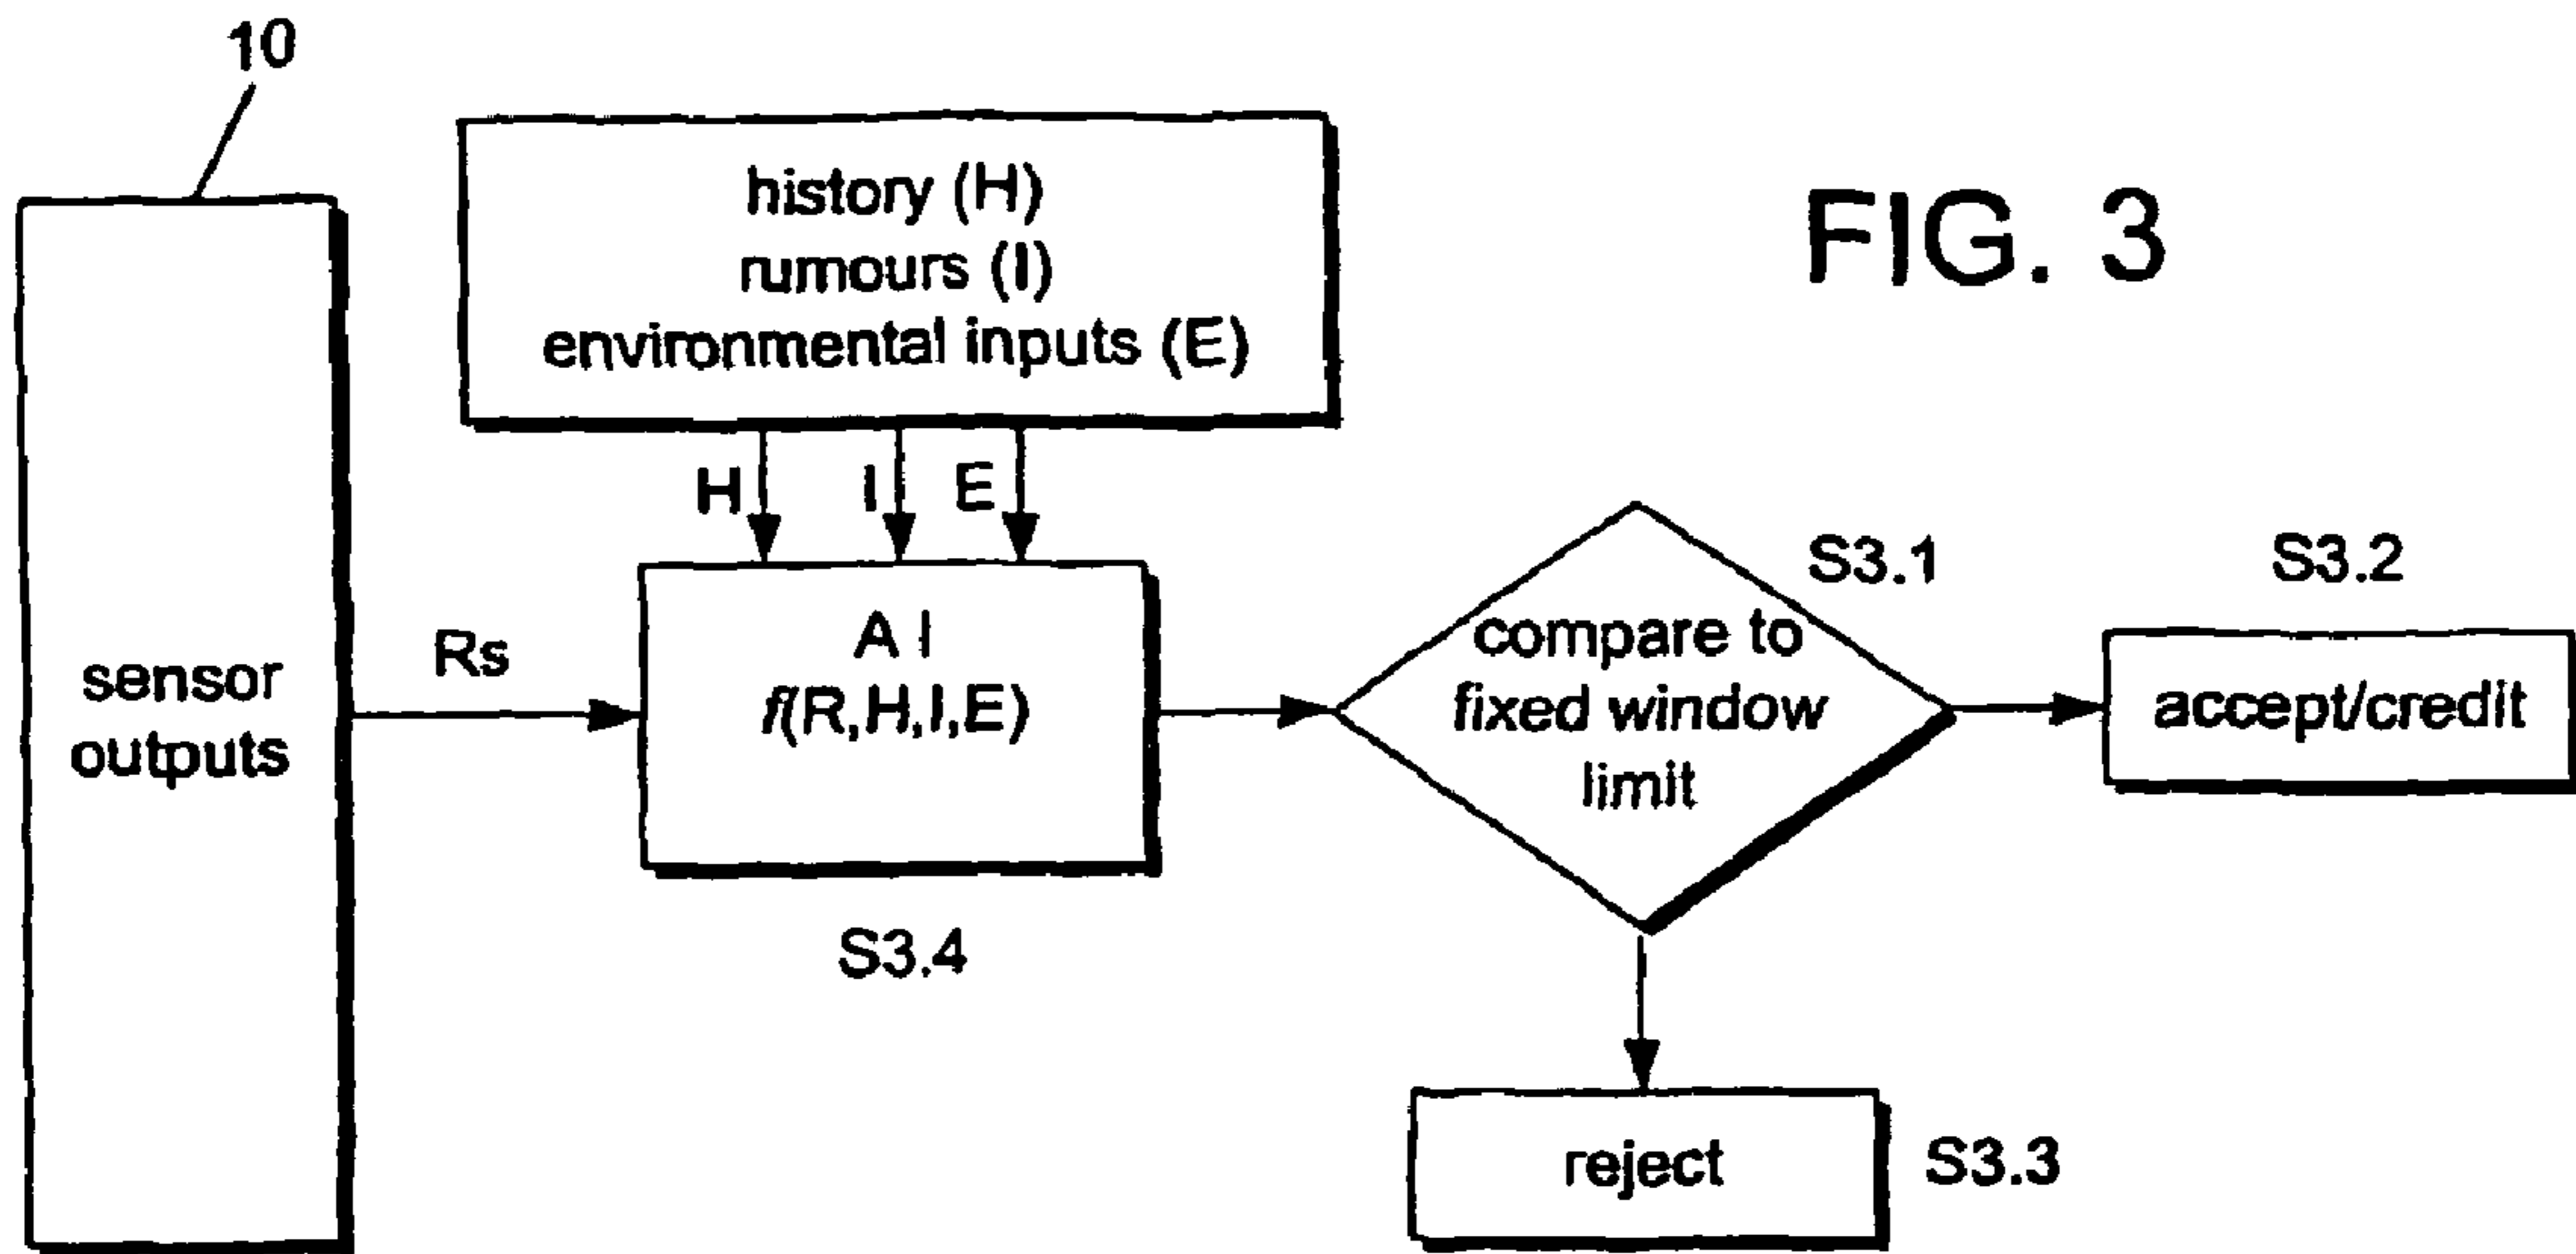 10
history (H)
rumours (I)
environmental inputs (E)
FIG. 3
H I E
sensor
outputs
Rs
A I
f(R,H,I,E)
S3.4
S3.1
compare to
fixed window
limit
S3.2
accept/credit
reject
S3.3